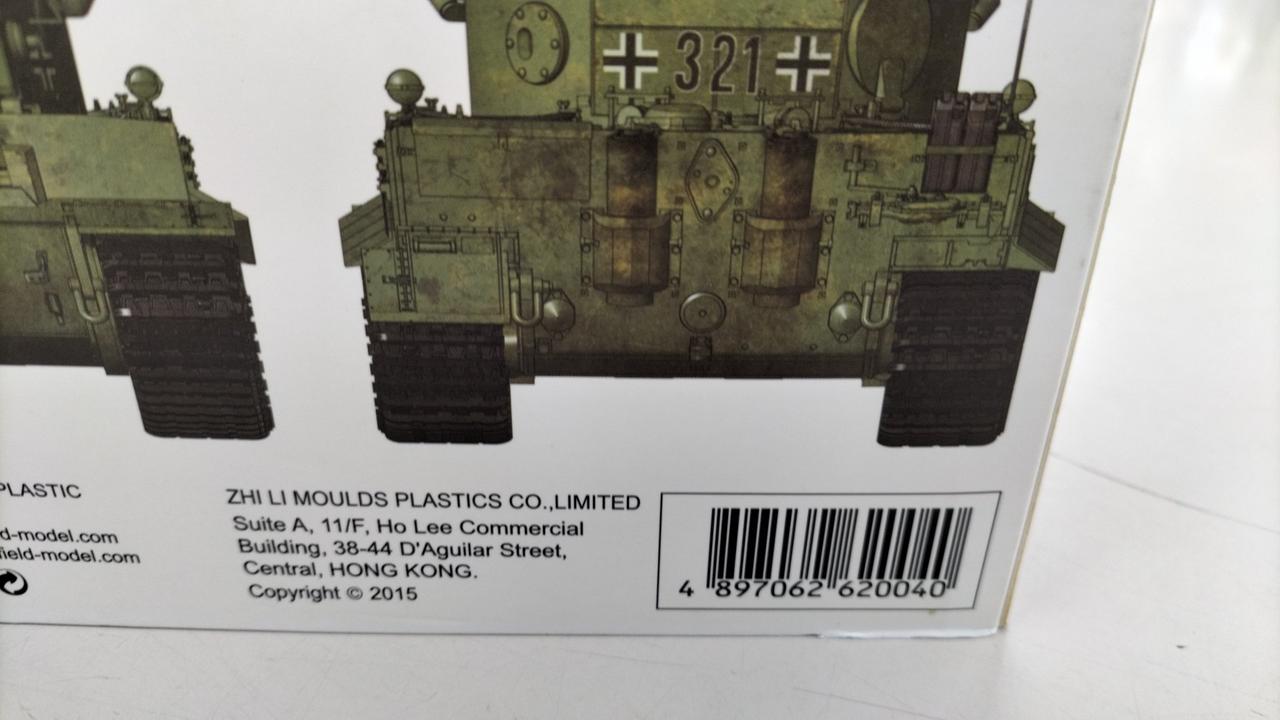 321
PLASTIC
d-model.com
field-model.com
ZHI LI MOULDS PLASTICS CO.,LIMITED
Suite A, 11/F, Ho Lee Commercial
Building, 38-44 D'Aguilar Street,
Central, HONG KONG.
Copyright © 2015
4 897062 620040